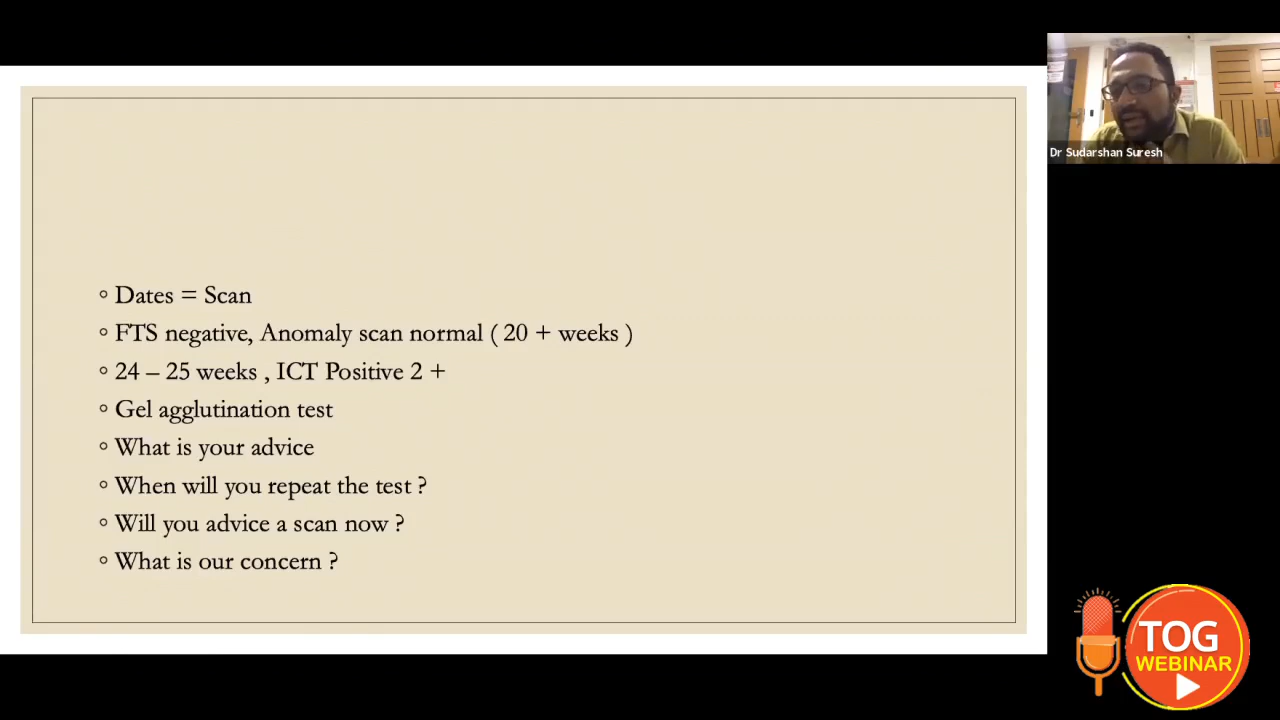 Dr Sudarshan Suresh
◦ Dates = Scan
◦ FTS negative, Anomaly scan normal ( 20 + weeks )
◦ 24 – 25 weeks , ICT Positive 2 +
◦ Gel agglutination test
◦ What is your advice
◦ When will you repeat the test ?
◦ Will you advice a scan now ?
◦ What is our concern ?
TOG
WEBINAR